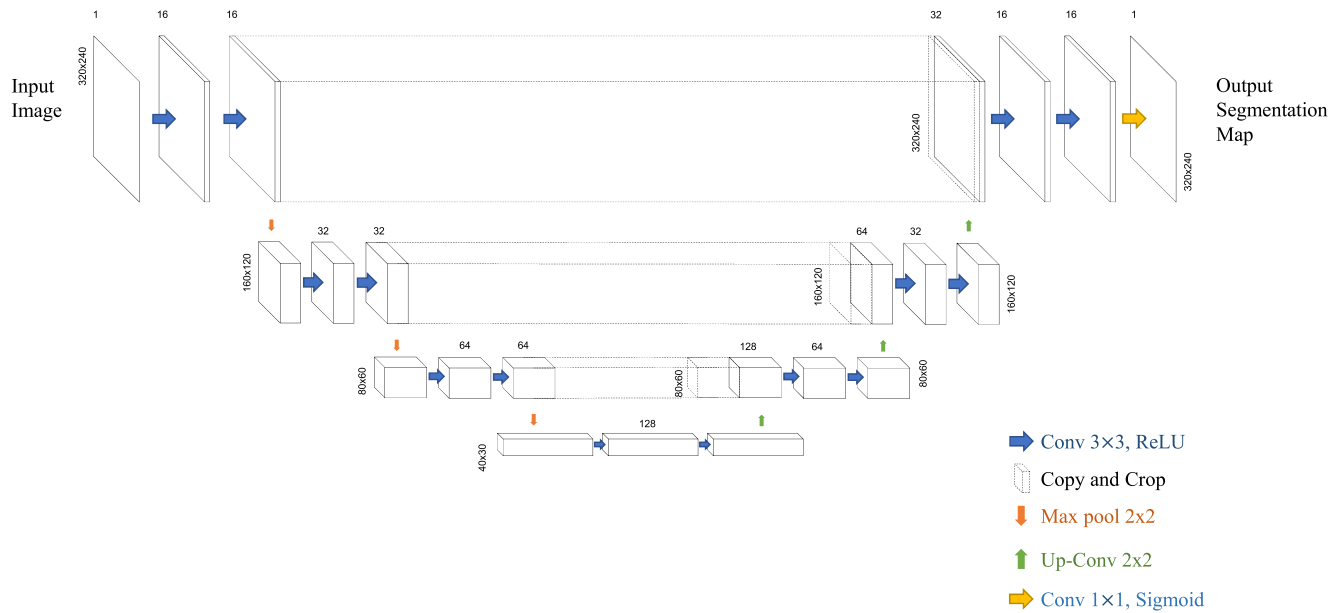 1
16
16
32
16
16
1
320x240
Input
Image
320x240
Output
Segmentation
Map
320x240
32
32
64
32
160x120
160x120
160x120
64
64
128
64
80x60
80x60
80x60
128
40x30
Conv 3×3, ReLU
Copy and Crop
Max pool 2x2
Up-Conv 2x2
Conv 1×1, Sigmoid